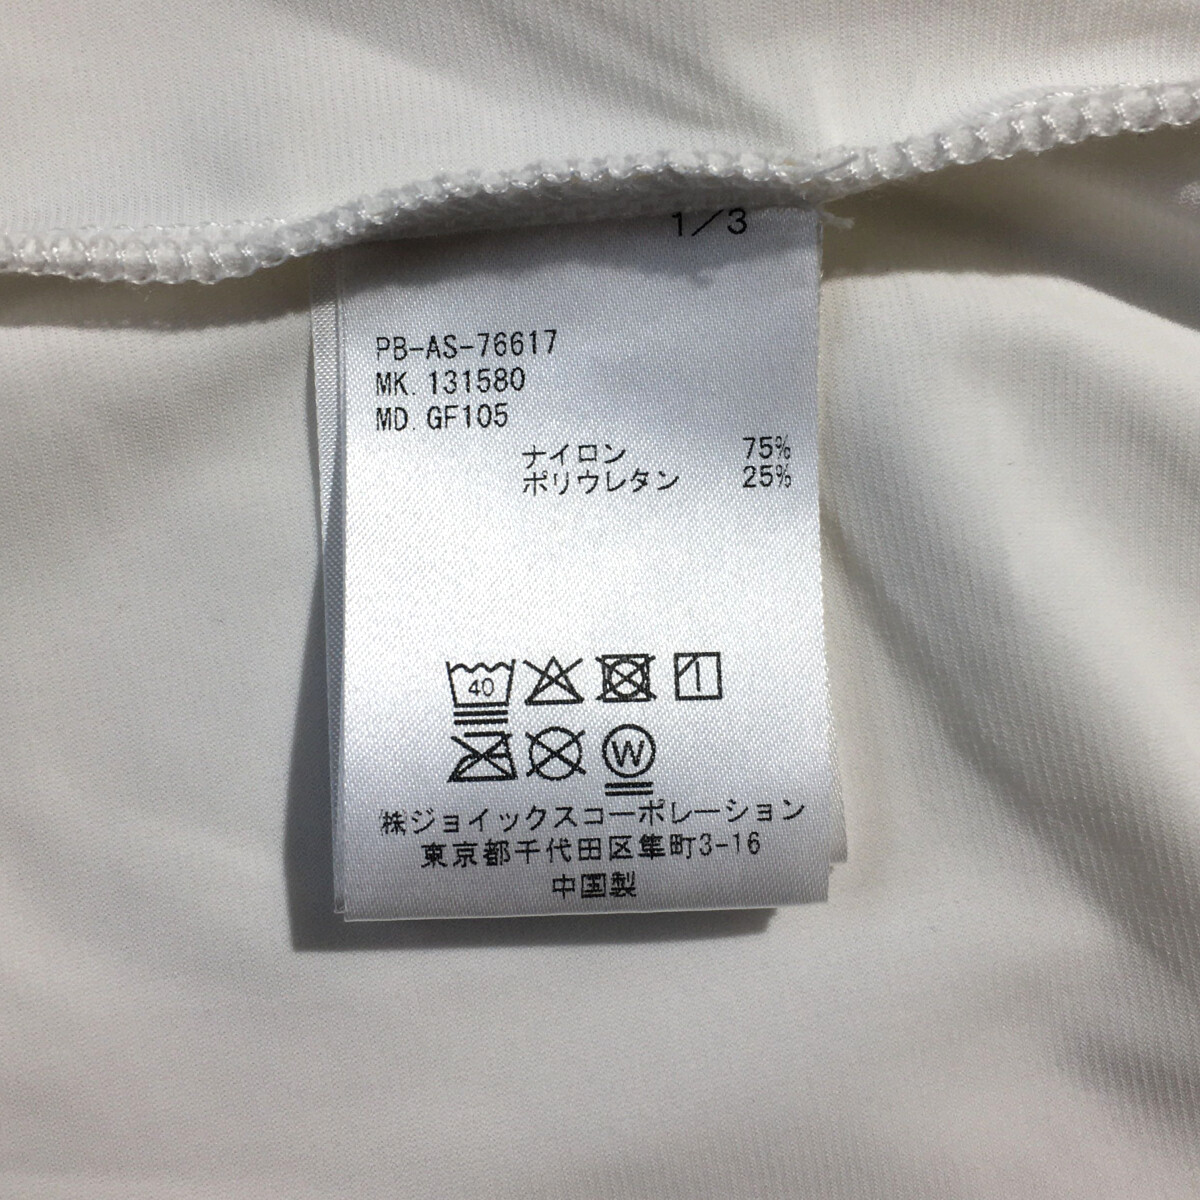 1/3
PB-AS-76617
MK. 131580
MD. GF105
ナイロン 75%
ポリウレタン 25%
40
W
㈱ジョイックスコーポレーション
東京都千代田区隼町3-16
中国製